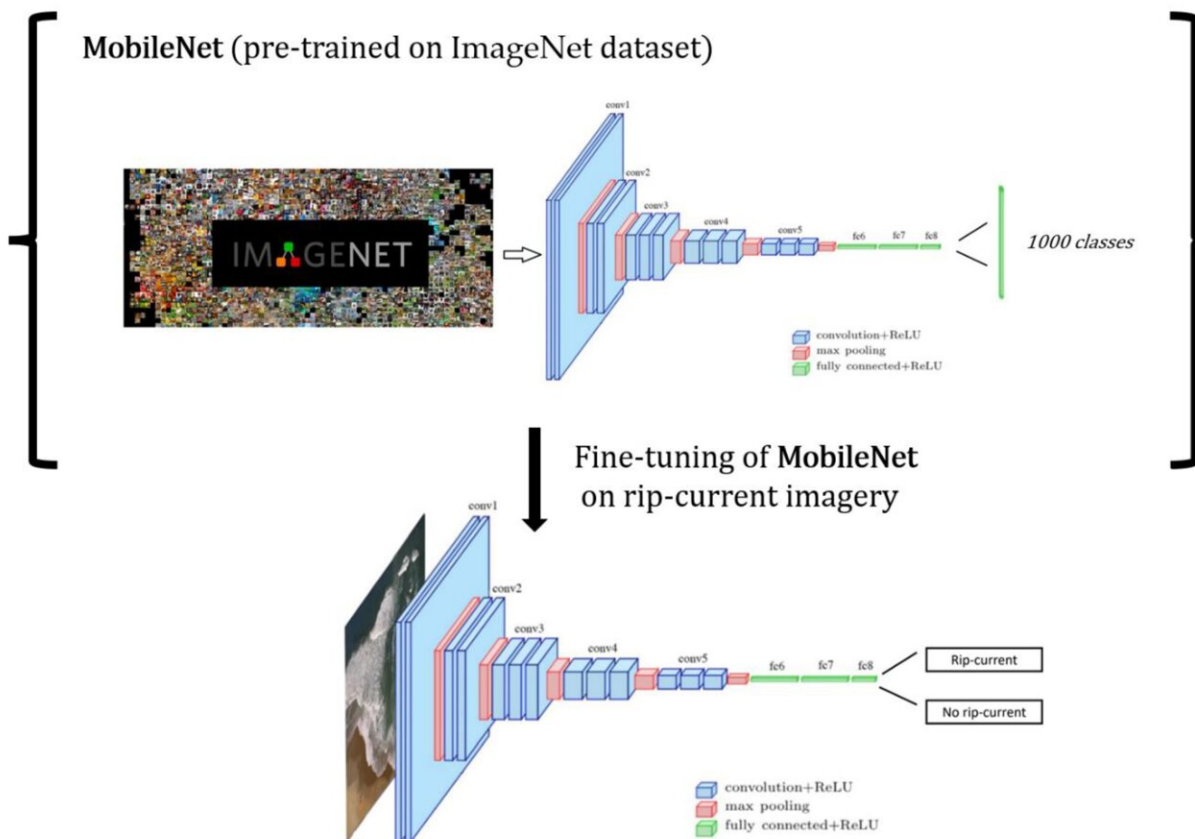 MobileNet (pre-trained on ImageNet dataset)
conv1
conv2
conv3
conv4
conv5
fc6 fc7 fc8
IMAGENET
1000 classes
convolution+ReLU
max pooling
fully connected+ReLU
Fine-tuning of MobileNet
on rip-current imagery
conv1
conv2
conv3
conv4
conv5
fc6 fc7 fc8
Rip-current
No rip-current
convolution+ReLU
max pooling
fully connected+ReLU